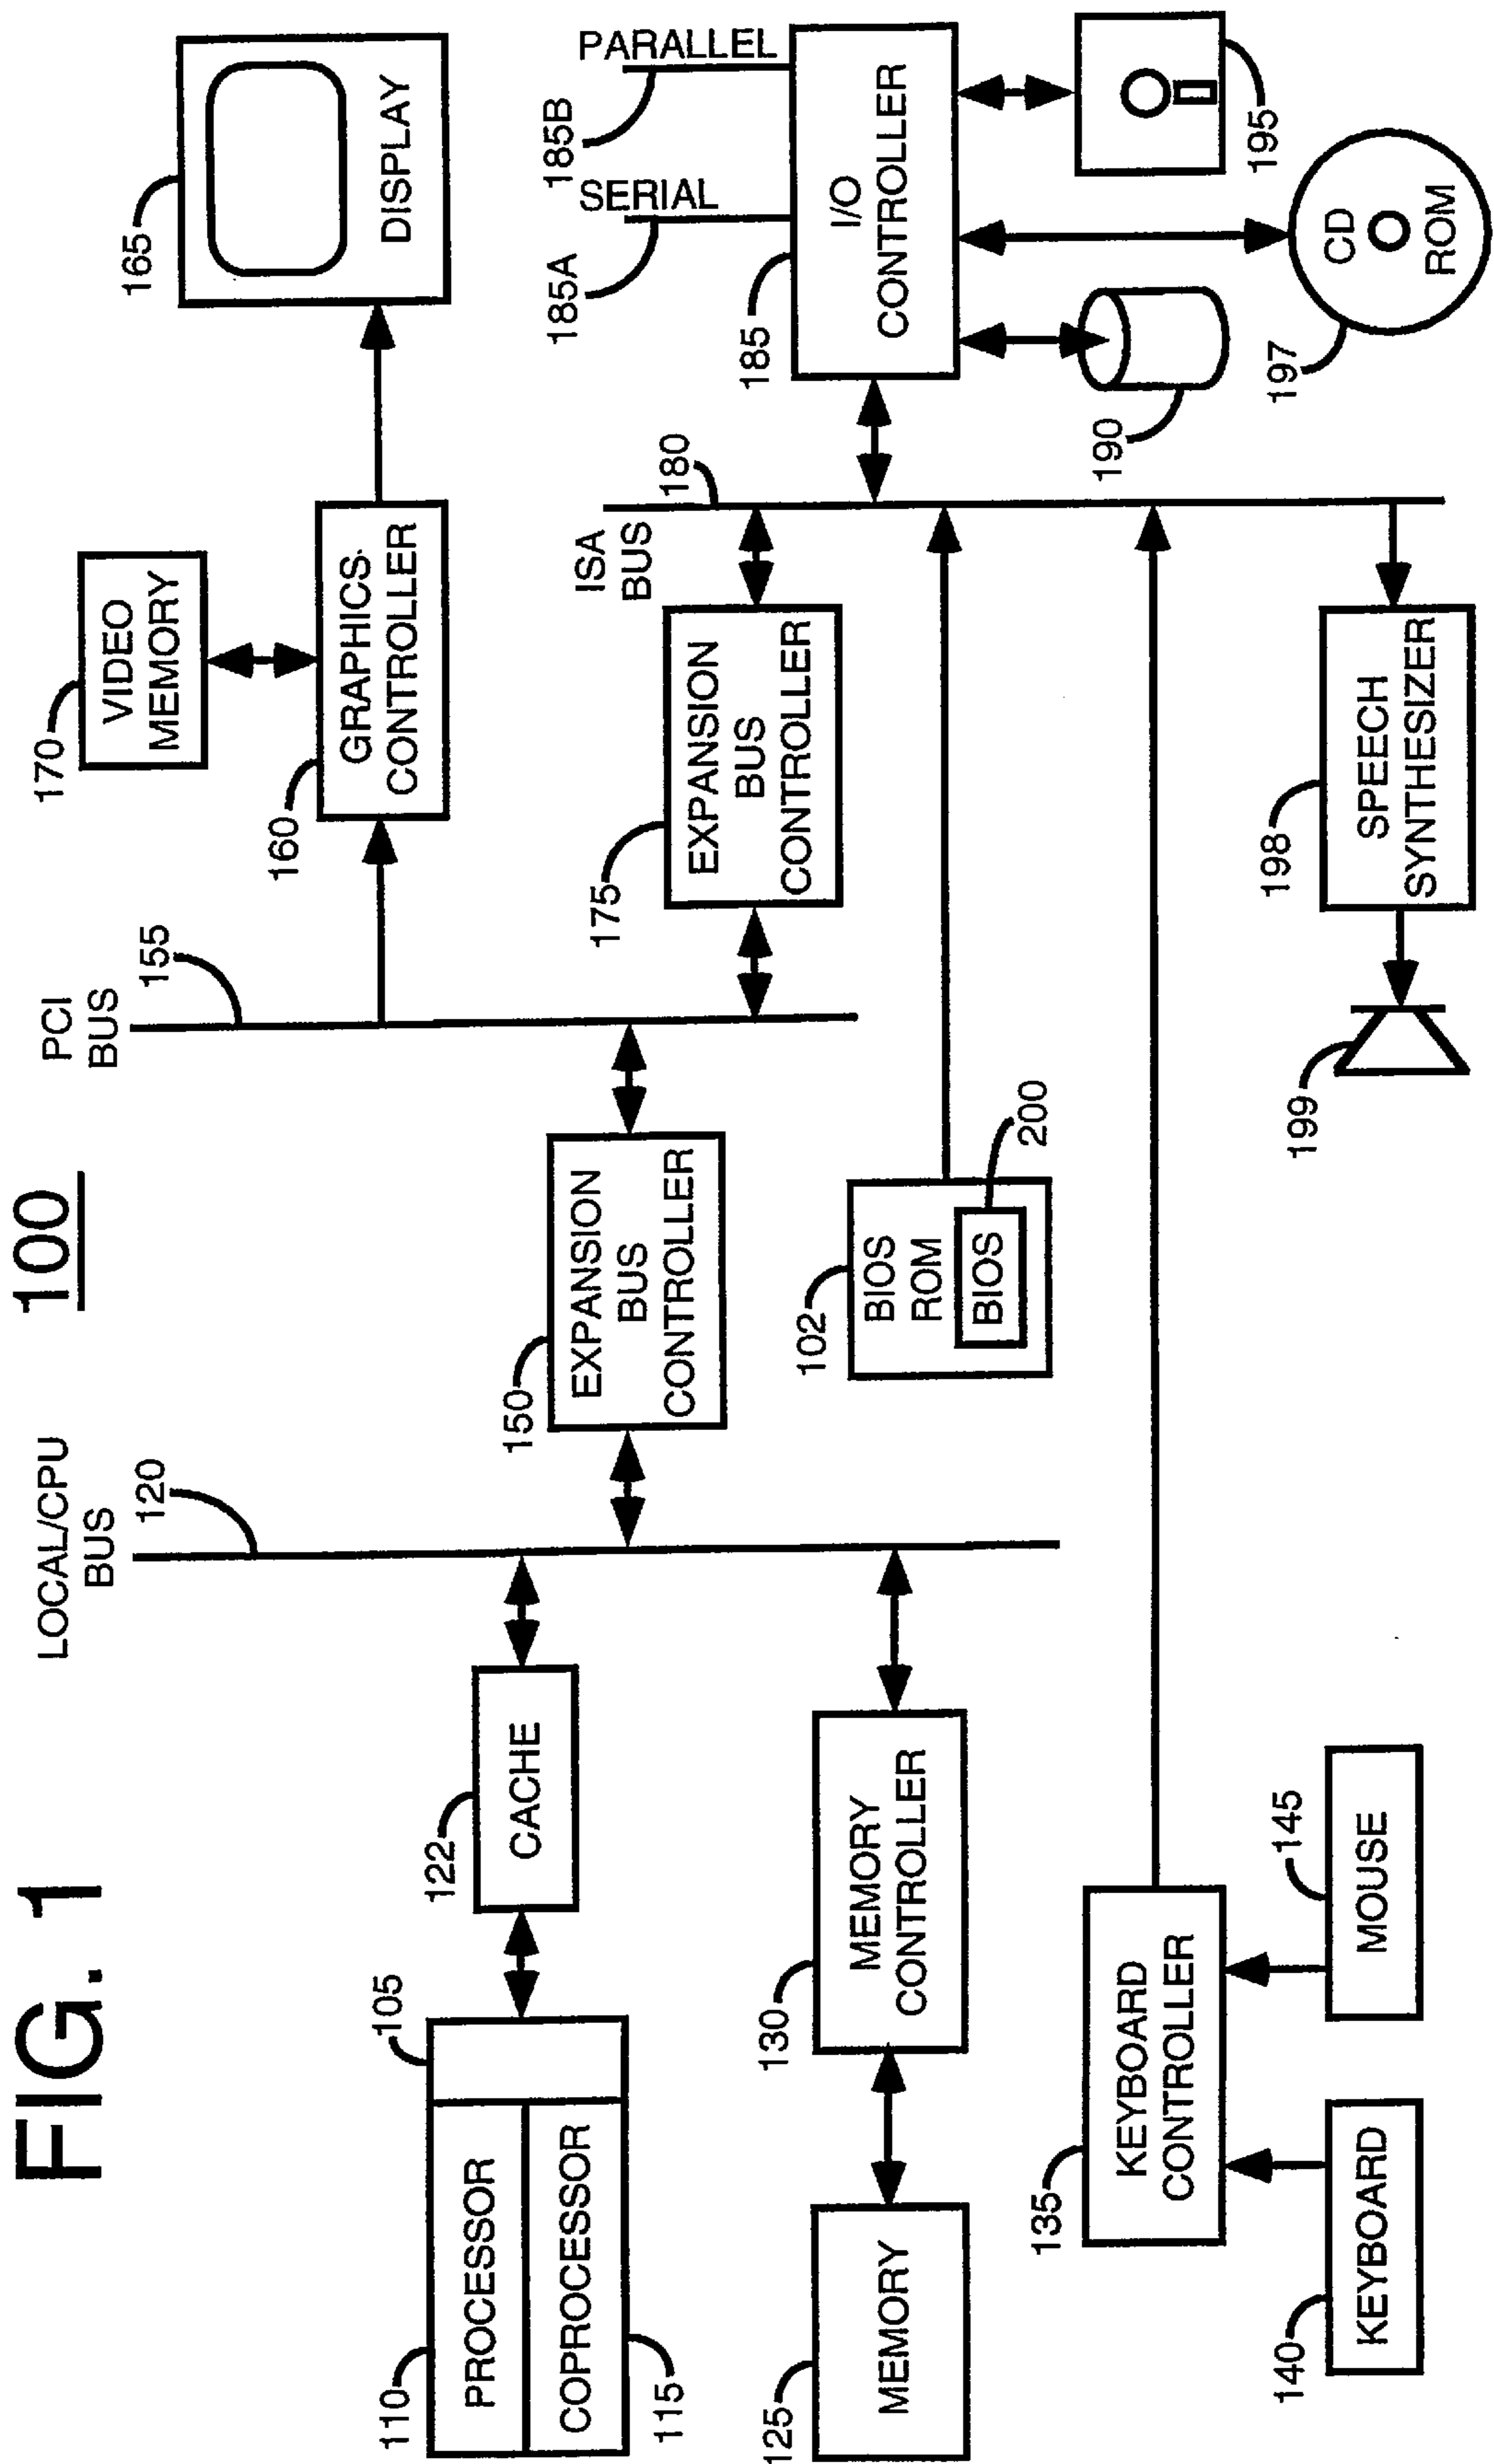 FIG. 1
100
LOCAL/CPU
BUS
120
PCI
BUS
155
170
VIDEO
MEMORY
165
DISPLAY
160
GRAPHICS
CONTROLLER
110
PROCESSOR
COPROCESSOR
115
105
122
CACHE
150
EXPANSION
BUS
CONTROLLER
175
EXPANSION
BUS
CONTROLLER
ISA
BUS
180
185A
SERIAL
185B
PARALLEL
185
I/O
CONTROLLER
125
MEMORY
130
MEMORY
CONTROLLER
102
BIOS
ROM
BIOS
200
190
197
CD
ROM
195
135
KEYBOARD
CONTROLLER
140
KEYBOARD
145
MOUSE
199
198
SPEECH
SYNTHESIZER